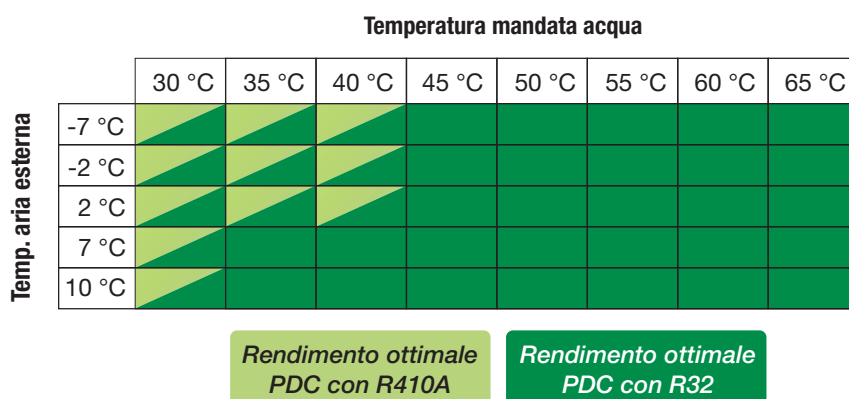 Temperatura mandata acqua
30 °C 35 °C 40 °C 45 °C 50 °C 55 °C 60 °C 65 °C
Temp. aria esterna
-7 °C
-2 °C
2 °C
7 °C
10 °C
Rendimento ottimale
PDC con R410A
Rendimento ottimale
PDC con R32